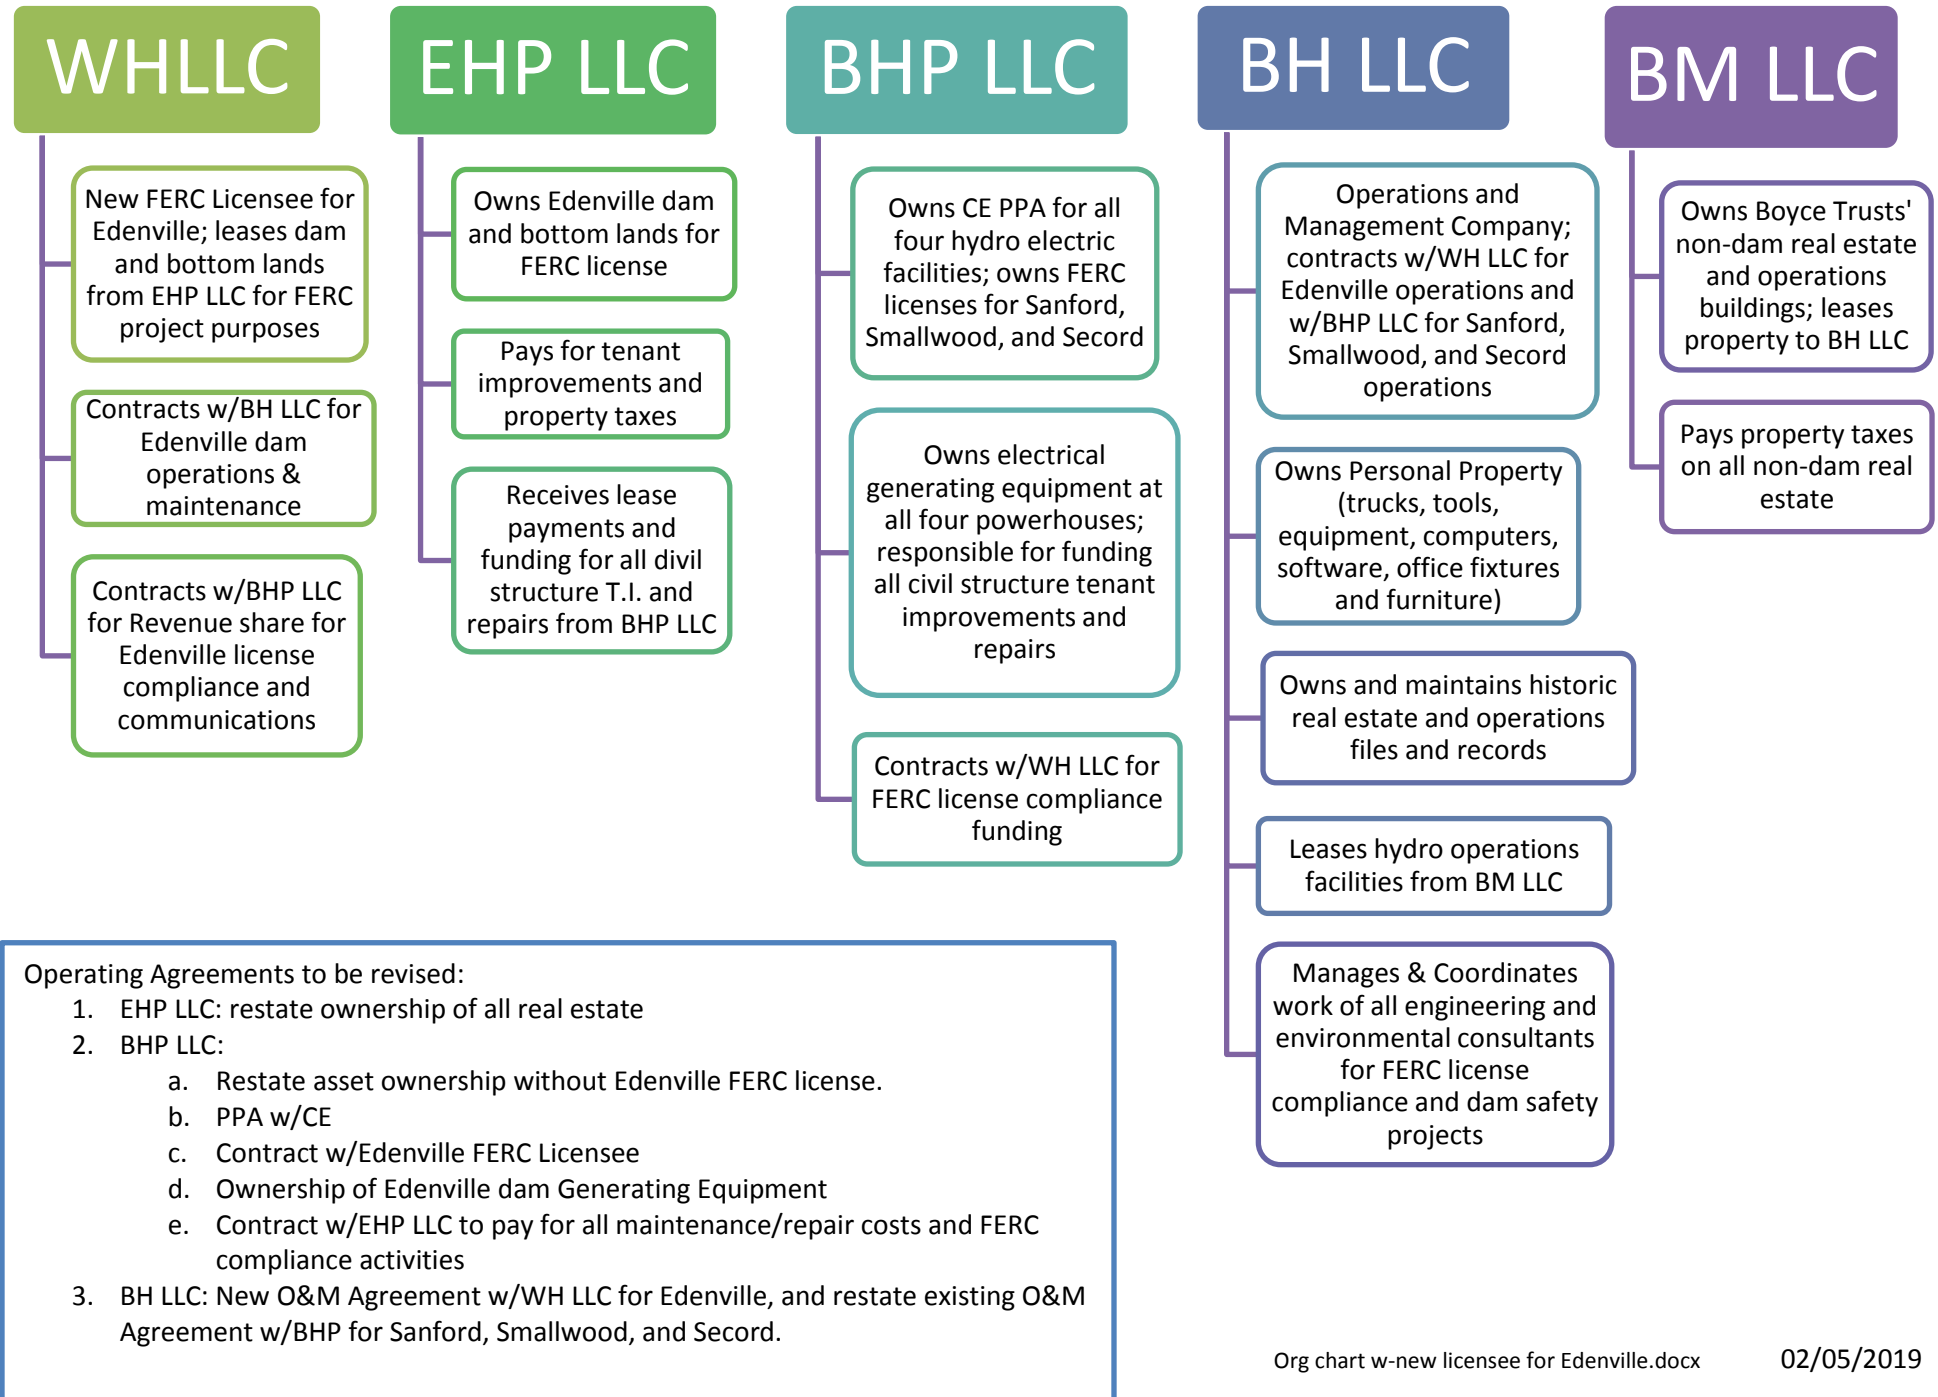 WHLLC
New FERC Licensee for
Edenville; leases dam
and bottom lands
from EHP LLC for FERC
project purposes
Contracts w/BH LLC for
Edenville dam
operations &
maintenance
Contracts w/BHP LLC
for Revenue share for
Edenville license
compliance and
communications
EHP LLC
Owns Edenville dam
and bottom lands for
FERC license
Pays for tenant
improvements and
property taxes
Receives lease
payments and
funding for all divil
structure T.I. and
repairs from BHP LLC
BHP LLC
Owns CE PPA for all
four hydro electric
facilities; owns FERC
licenses for Sanford,
Smallwood, and Secord
Owns electrical
generating equipment at
all four powerhouses;
responsible for funding
all civil structure tenant
improvements and
repairs
Contracts w/WH LLC for
FERC license compliance
funding
BH LLC
Operations and
Management Company;
contracts w/WH LLC for
Edenville operations and
w/BHP LLC for Sanford,
Smallwood, and Secord
operations
Owns Personal Property
(trucks, tools,
equipment, computers,
software, office fixtures
and furniture)
Owns and maintains historic
real estate and operations
files and records
Leases hydro operations
facilities from BM LLC
Manages & Coordinates
work of all engineering and
environmental consultants
for FERC license
compliance and dam safety
projects
BM LLC
Owns Boyce Trusts'
non-dam real estate
and operations
buildings; leases
property to BH LLC
Pays property taxes
on all non-dam real
estate
Operating Agreements to be revised:
1. EHP LLC: restate ownership of all real estate
2. BHP LLC:
a. Restate asset ownership without Edenville FERC license.
b. PPA w/CE
c. Contract w/Edenville FERC Licensee
d. Ownership of Edenville dam Generating Equipment
e. Contract w/EHP LLC to pay for all maintenance/repair costs and FERC
compliance activities
3. BH LLC: New O&M Agreement w/WH LLC for Edenville, and restate existing O&M
Agreement w/BHP for Sanford, Smallwood, and Secord.
Org chart w-new licensee for Edenville.docx 02/05/2019